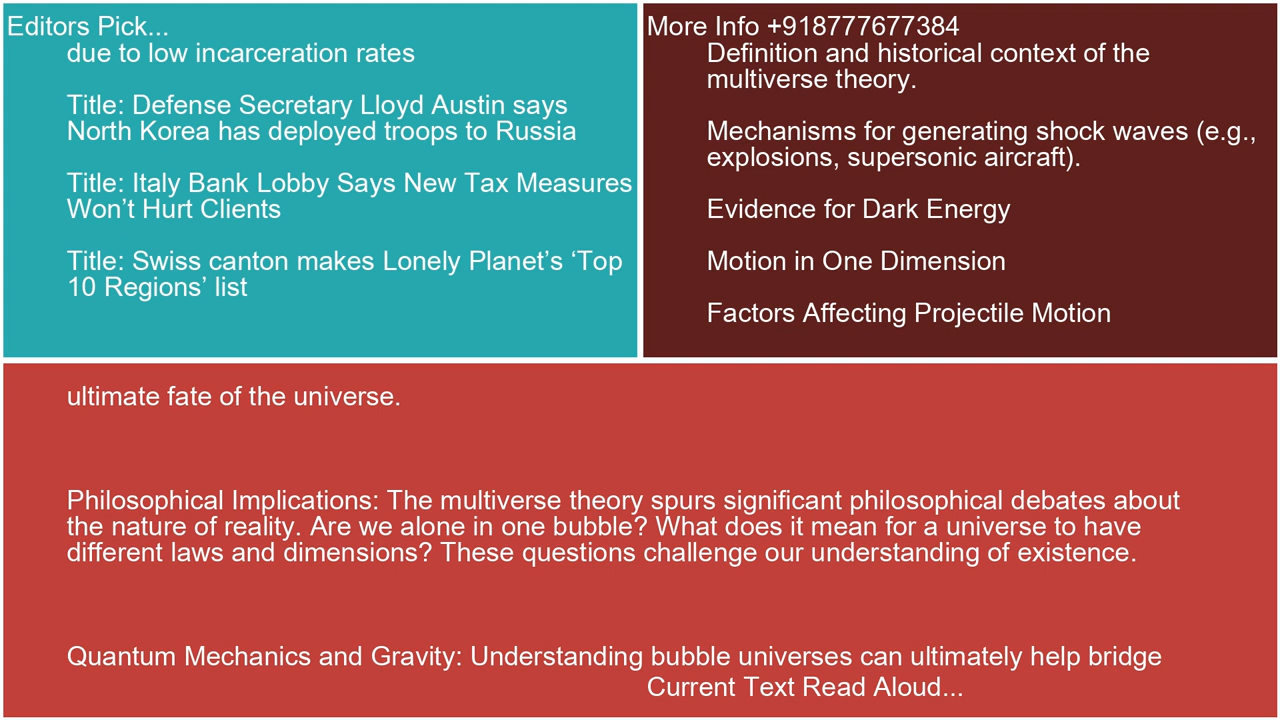 Editors Pick...
due to low incarceration rates
Title: Defense Secretary Lloyd Austin says
North Korea has deployed troops to Russia
Title: Italy Bank Lobby Says New Tax Measures
Won’t Hurt Clients
Title: Swiss canton makes Lonely Planet’s ‘Top
10 Regions’ list
More Info +918777677384
Definition and historical context of the
multiverse theory.
Mechanisms for generating shock waves (e.g.,
explosions, supersonic aircraft).
Evidence for Dark Energy
Motion in One Dimension
Factors Affecting Projectile Motion
ultimate fate of the universe.
Philosophical Implications: The multiverse theory spurs significant philosophical debates about
the nature of reality. Are we alone in one bubble? What does it mean for a universe to have
different laws and dimensions? These questions challenge our understanding of existence.
Quantum Mechanics and Gravity: Understanding bubble universes can ultimately help bridge
Current Text Read Aloud...